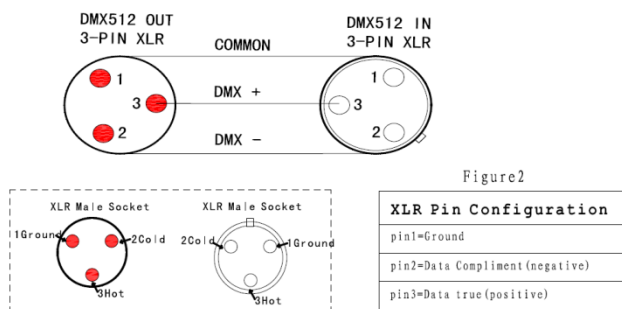 DMX512 OUT
3-PIN XLR
DMX512 IN
3-PIN XLR
COMMON
1
3
2
DMX +
DMX -
1
3
2
Figure2
XLR Male Socket
1Ground
2Cold
3Hot
XLR Male Socket
2Cold
1Ground
3Hot
XLR Pin Configuration
pin1=Ground
pin2=Data Compliment(negative)
pin3=Data true(positive)